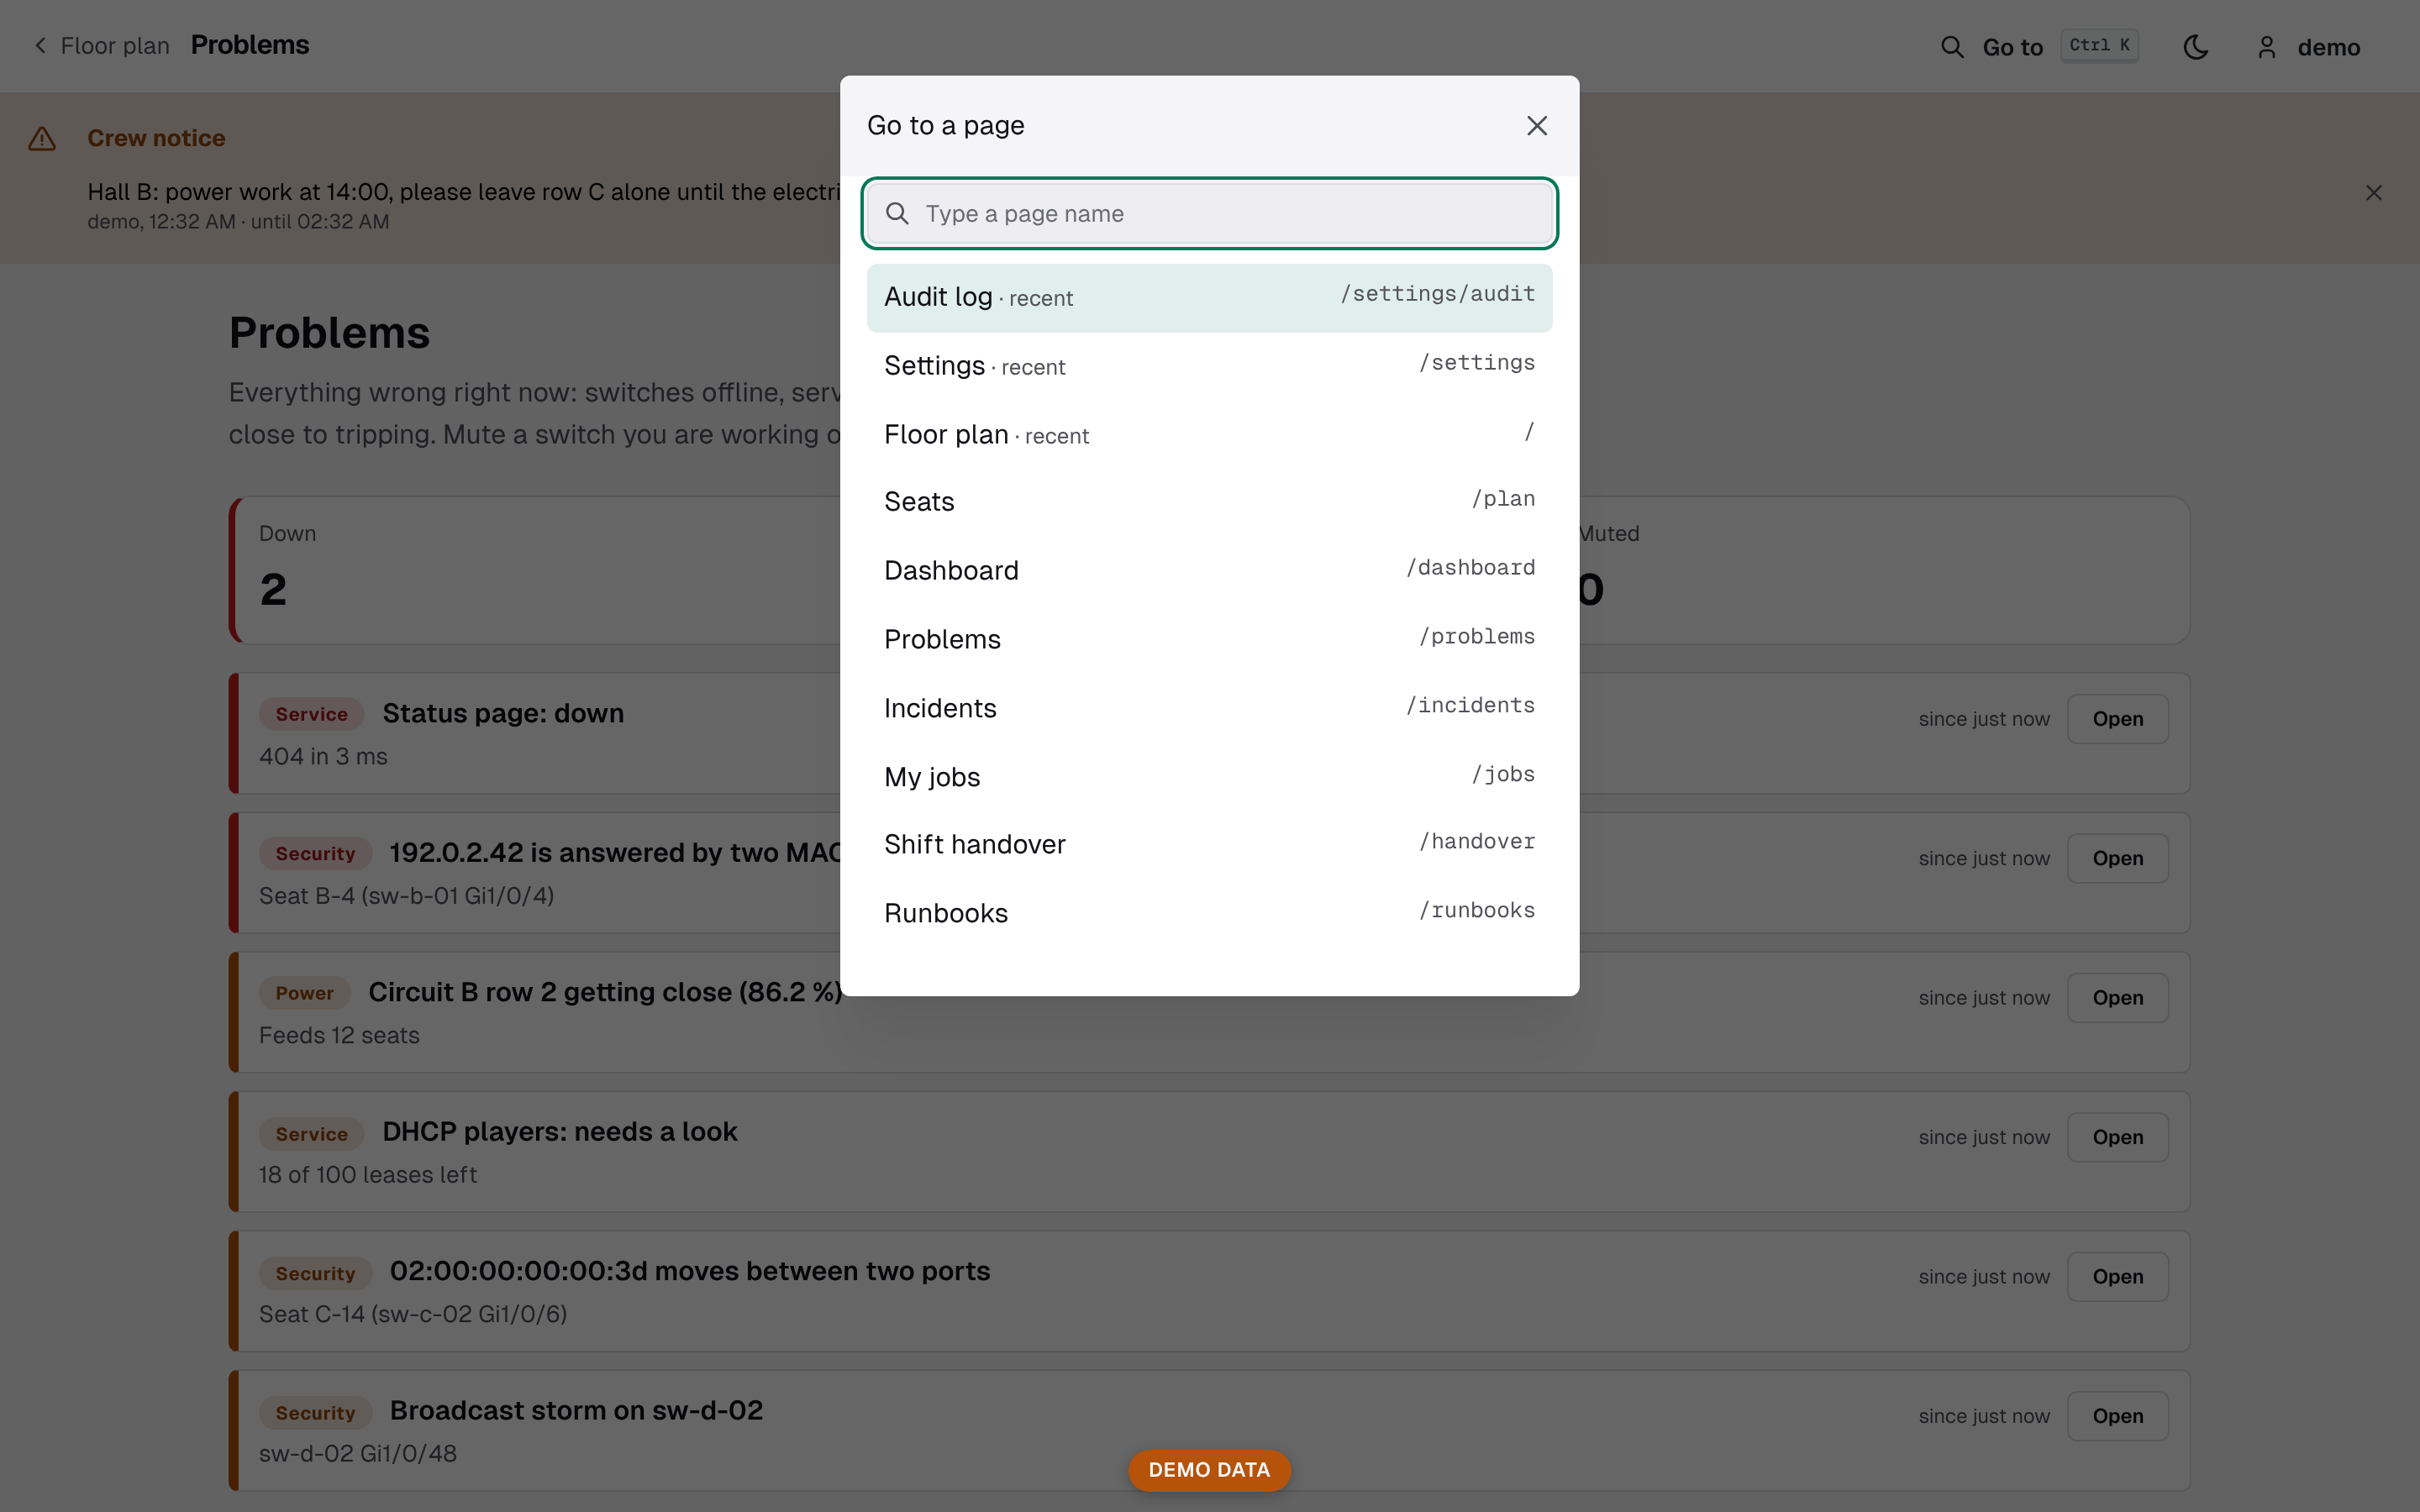 Floor plan Problems
Go to Ctrl K demo
Crew notice
Hall B: power work at 14:00, please leave row C alone until the electri
demo, 12:32 AM · until 02:32 AM
Go to a page
Type a page name
Audit log · recent /settings/audit
Settings · recent /settings
Floor plan · recent /
Seats /plan
Dashboard /dashboard
Problems /problems
Incidents /incidents
My jobs /jobs
Shift handover /handover
Runbooks /runbooks
Problems
Everything wrong right now: switches offline, serv
close to tripping. Mute a switch you are working o
Down
2
Muted
0
Service Status page: down
404 in 3 ms
since just now Open
Security 192.0.2.42 is answered by two MAC
Seat B-4 (sw-b-01 Gi1/0/4)
since just now Open
Power Circuit B row 2 getting close (86.2 %)
Feeds 12 seats
since just now Open
Service DHCP players: needs a look
18 of 100 leases left
since just now Open
Security 02:00:00:00:00:3d moves between two ports
Seat C-14 (sw-c-02 Gi1/0/6)
since just now Open
Security Broadcast storm on sw-d-02
sw-d-02 Gi1/0/48
since just now Open
DEMO DATA